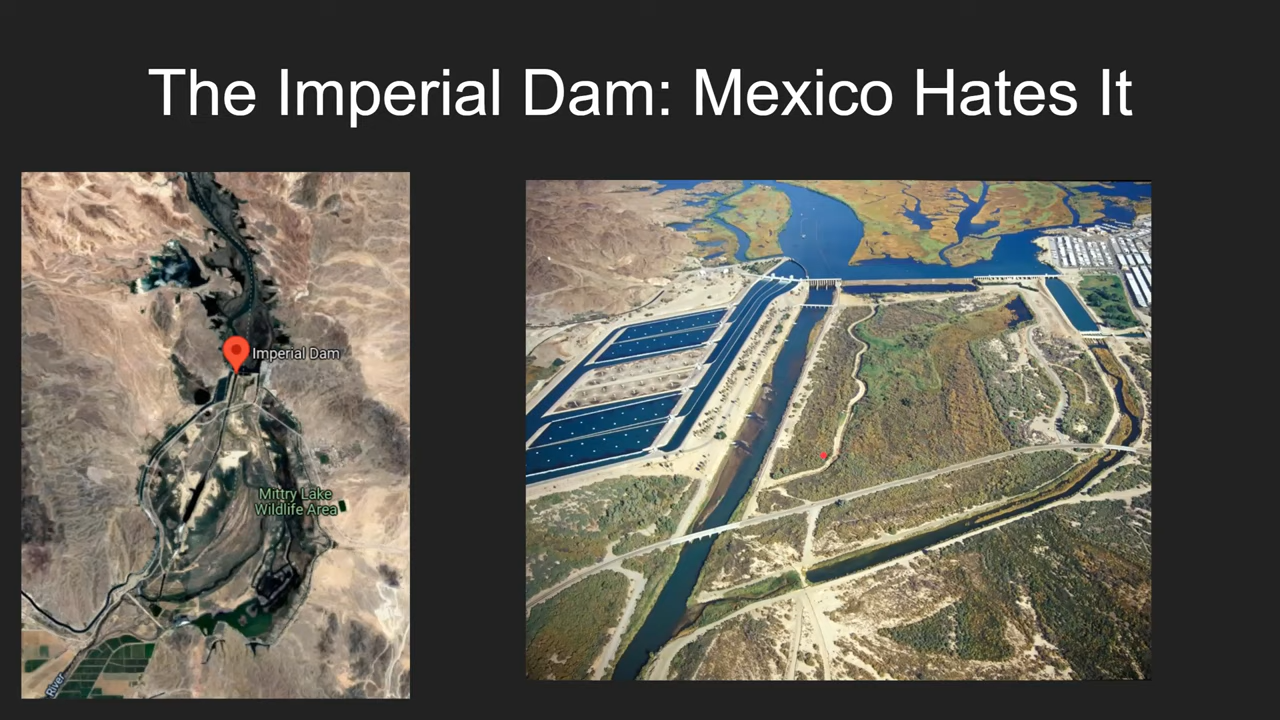 The Imperial Dam: Mexico Hates It
Imperial Dam
Mittry Lake
Wildlife Area
River